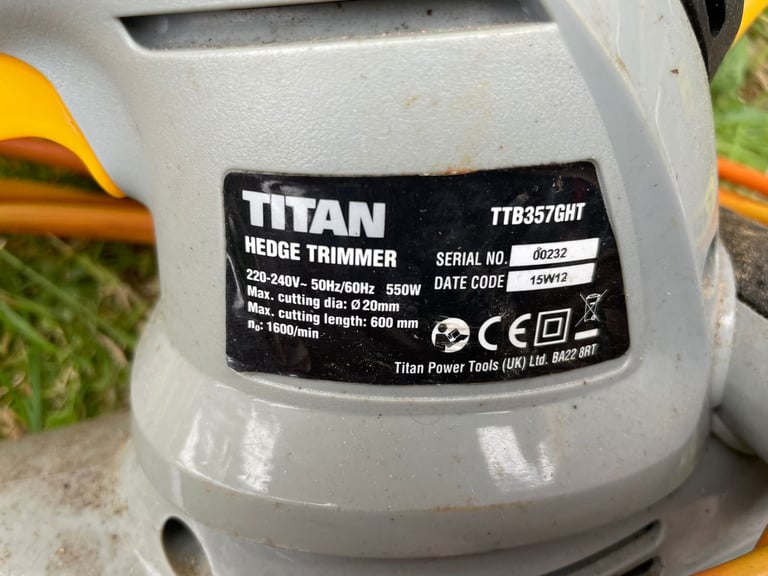 TITAN
TTB357GHT
HEDGE TRIMMER
SERIAL NO. 00232
DATE CODE 15W12
220-240V~ 50Hz/60Hz 550W
Max. cutting dia: Ø 20mm
Max. cutting length: 600 mm
n₀: 1600/min
CE
Titan Power Tools (UK) Ltd. BA22 8RT